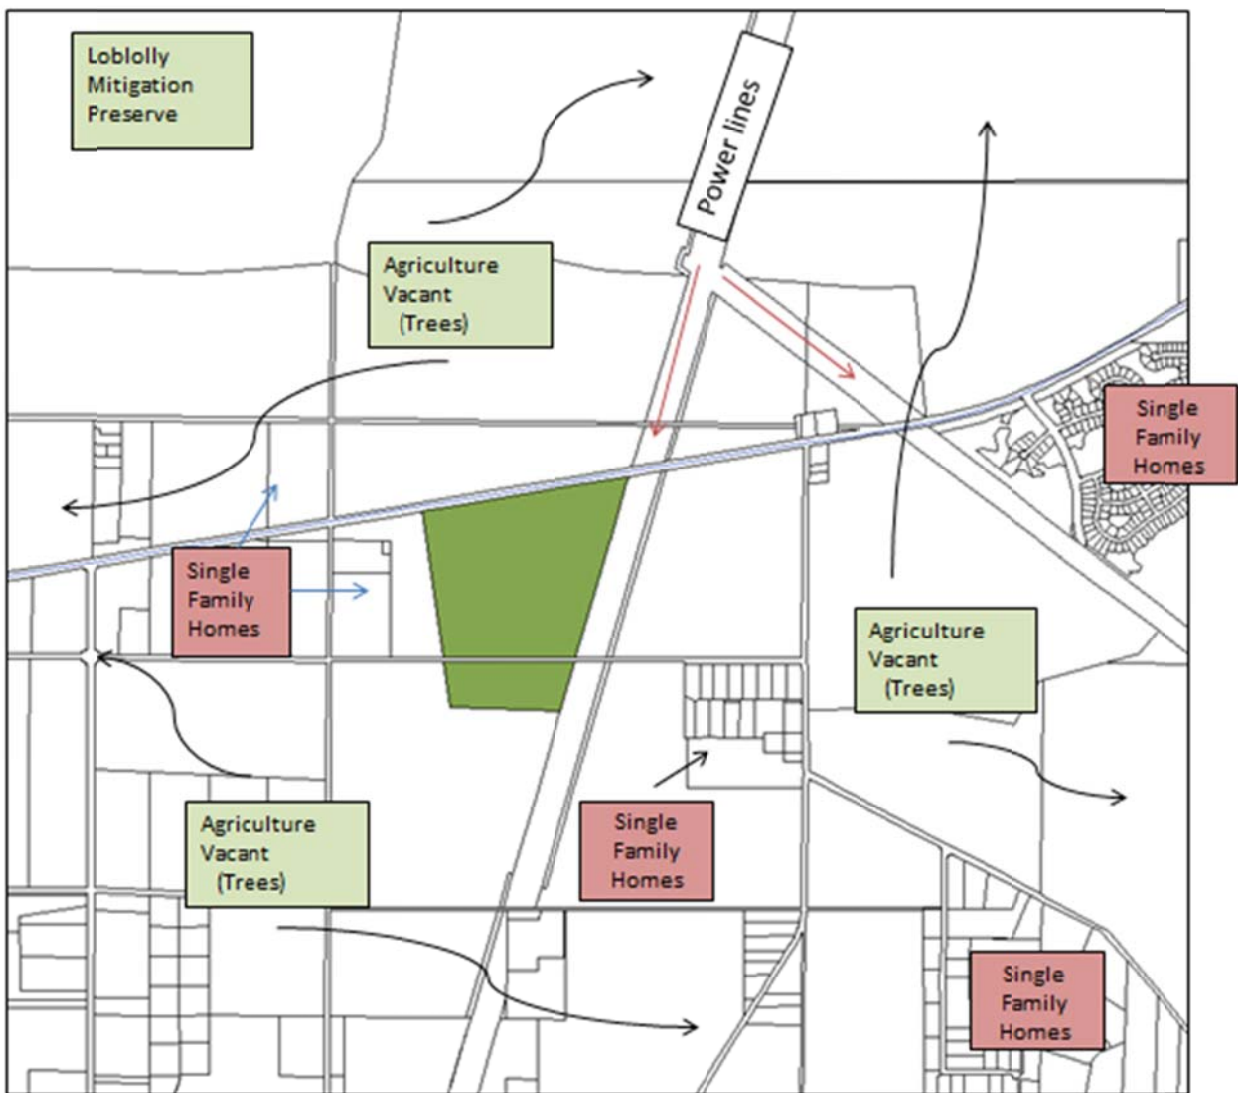 Loblolly
Mitigation
Preserve
Power lines
Agriculture
Vacant
(Trees)
Single
Family
Homes
Single
Family
Homes
Agriculture
Vacant
(Trees)
Agriculture
Vacant
(Trees)
Single
Family
Homes
Single
Family
Homes